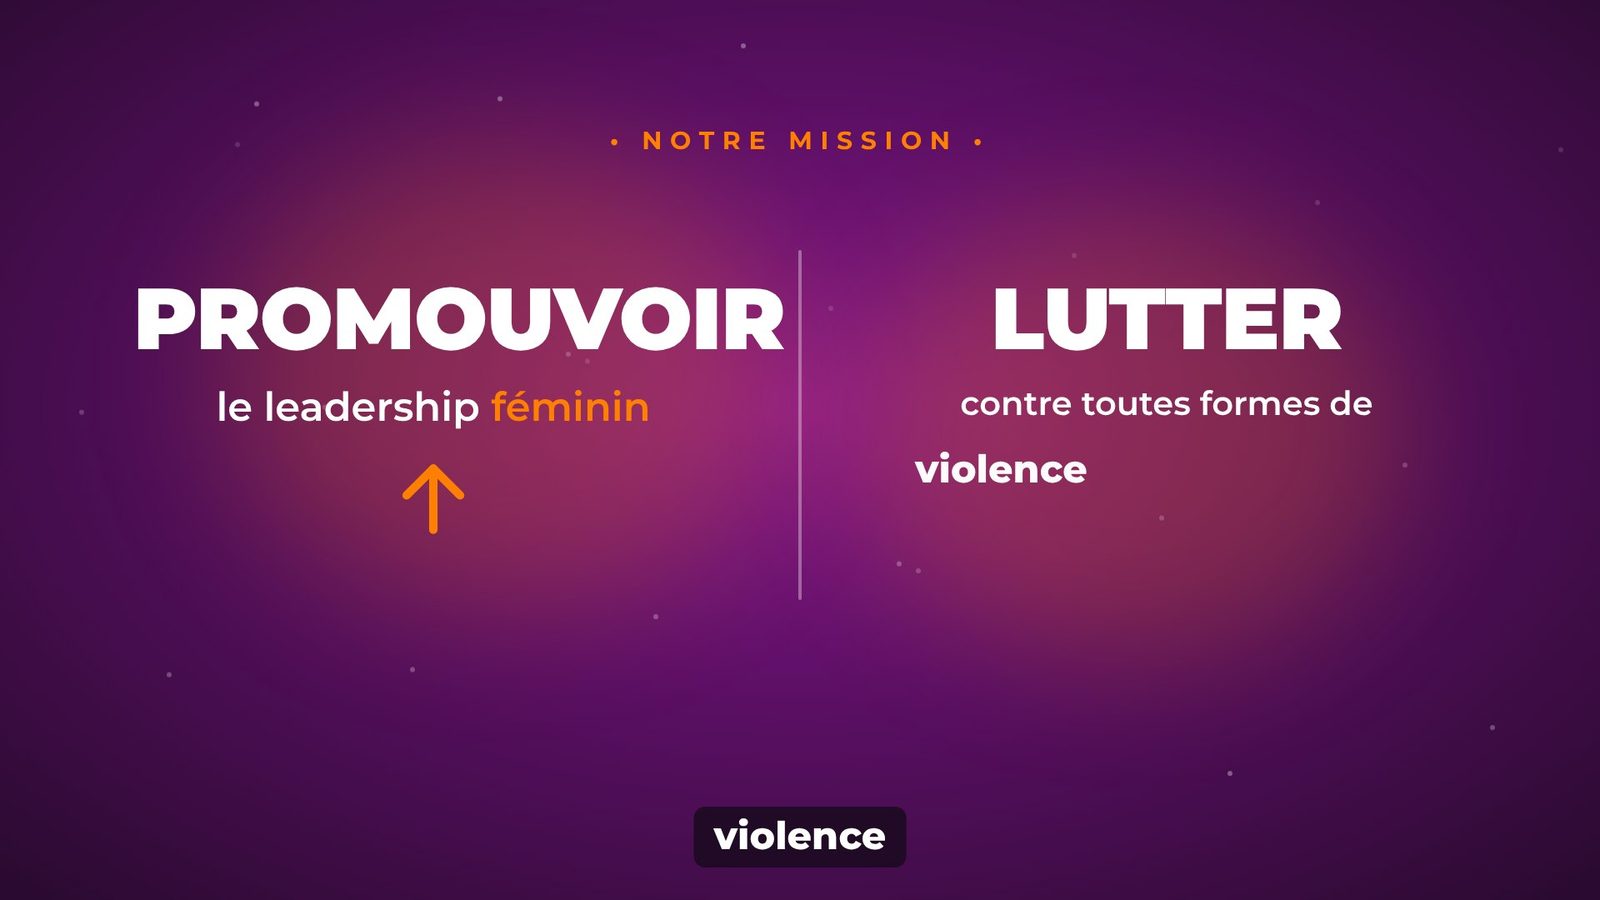 • NOTRE MISSION •
PROMOUVOIR
le leadership féminin
LUTTER
contre toutes formes de
violence
violence